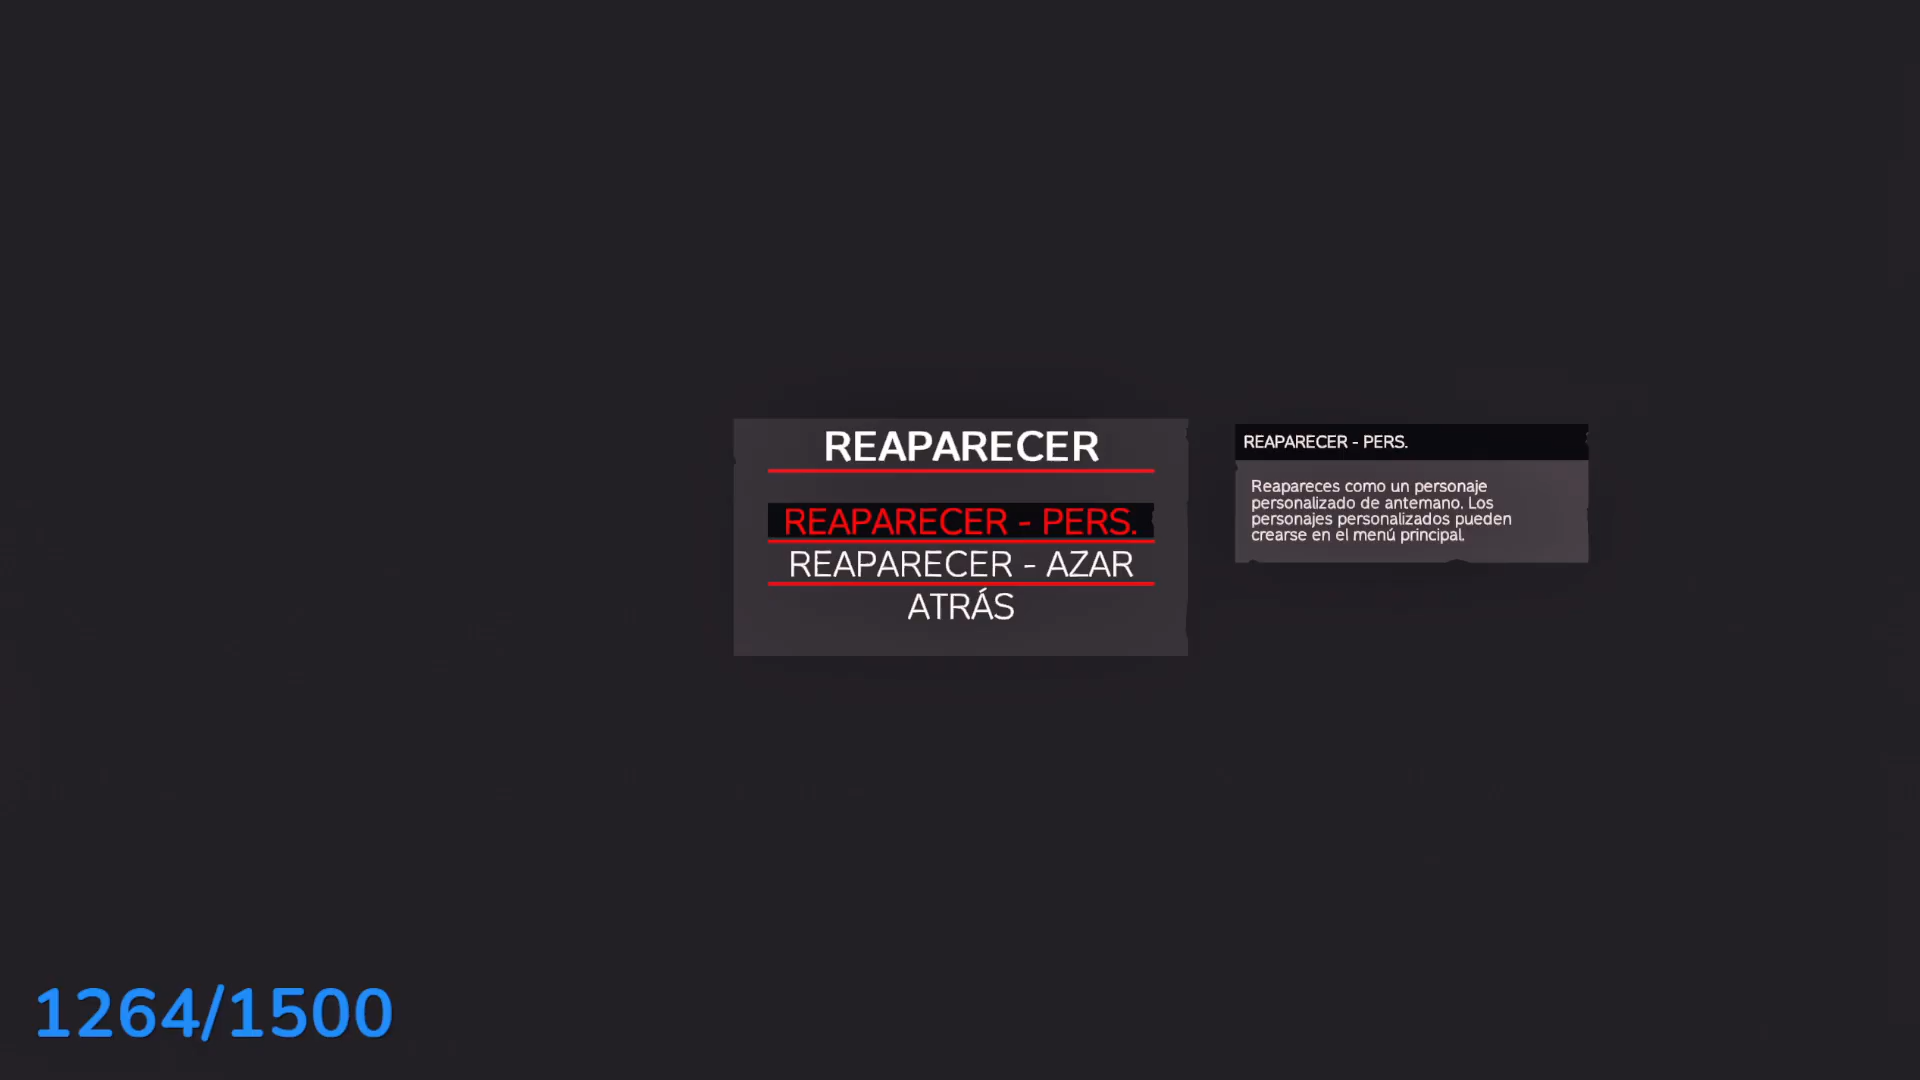 REAPARECER
REAPARECER - PERS.
REAPARECER - AZAR
ATRÁS
REAPARECER - PERS.
Reapareces como un personaje
personalizado de antemano. Los
personajes personalizados pueden
crearse en el menú principal.
1264/1500